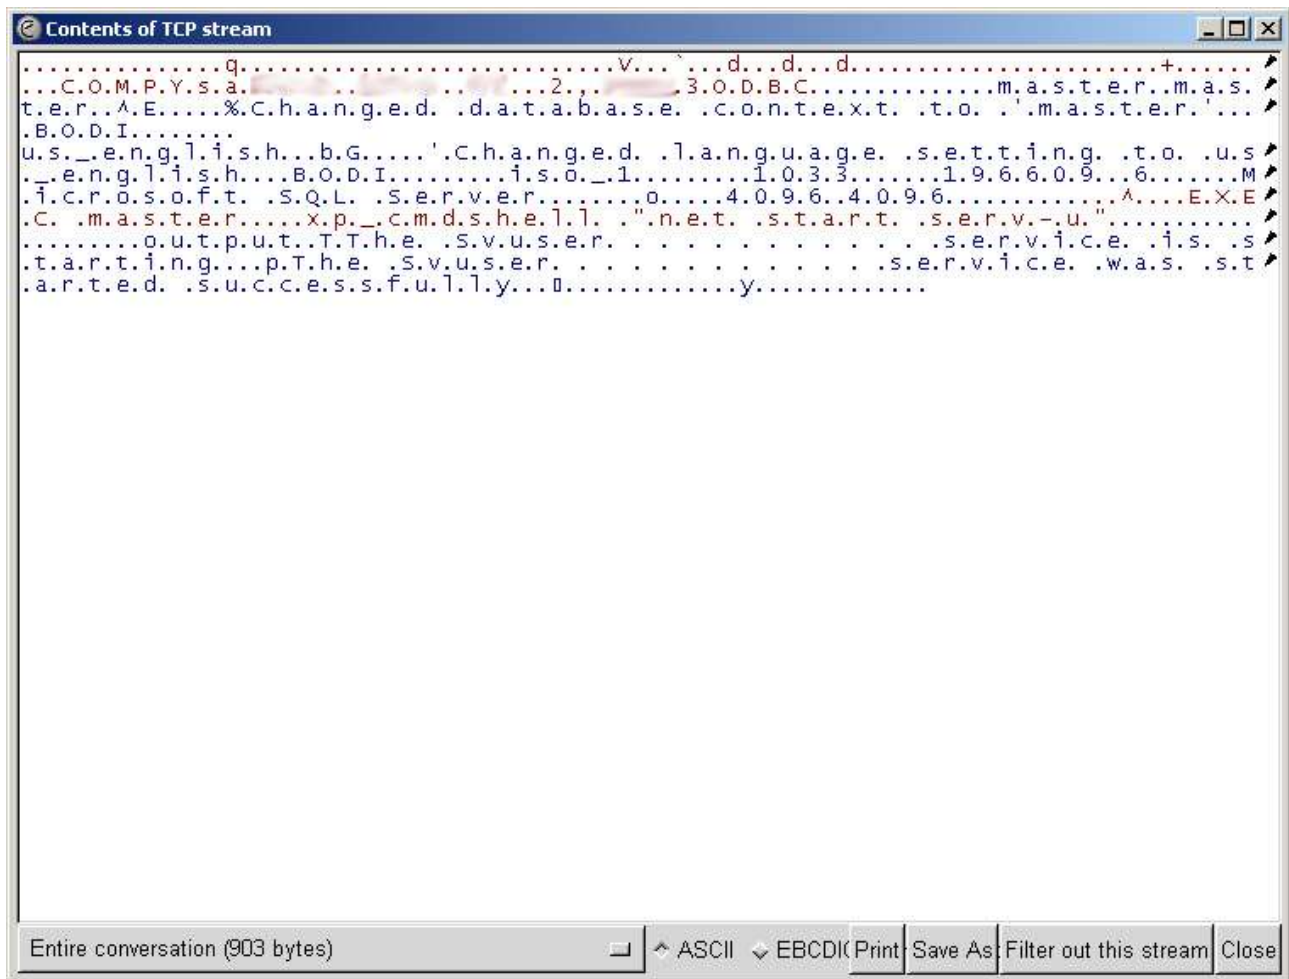 Contents of TCP stream
................q..............................V...`...d...d...d........................+......
...C.O.M.P.Y.s.a. ... ... ...2.,. .3.O.D.B.C..............m.a.s.t.e.r..m.a.s.
t.e.r..^.E.....%.C.h.a.n.g.e.d. .d.a.t.a.b.a.s.e. .c.o.n.t.e.x.t. .t.o. .'.m.a.s.t.e.r.'...
.B.O.D.I........
u.s._.e.n.g.l.i.s.h...b.G.....'.C.h.a.n.g.e.d. .l.a.n.g.u.a.g.e. .s.e.t.t.i.n.g. .t.o. .u.s
._.e.n.g.l.i.s.h....B.O.D.I.........i.s.o._.1.........1.0.3.3.......1.9.6.6.0.9...6.......M
.i.c.r.o.s.o.f.t. .S.Q.L. .S.e.r.v.e.r........o.....4.0.9.6..4.0.9.6.............^....E.X.E
.C. .m.a.s.t.e.r.....x.p._.c.m.d.s.h.e.l.l. .".n.e.t. .s.t.a.r.t. .s.e.r.v.-.u."...........
.........o.u.t.p.u.t..T.T.h.e. .S.v.u.s.e.r. . . . . . . . . . . . . .s.e.r.v.i.c.e. .i.s. .s
.t.a.r.t.i.n.g....p.T.h.e. .S.v.u.s.e.r. . . . . . . . . . . . . .s.e.r.v.i.c.e. .w.a.s. .s.t
.a.r.t.e.d. .s.u.c.c.e.s.s.f.u.l.l.y...▯.............y.............
Entire conversation (903 bytes) ASCII EBCDIC Print Save As Filter out this stream Close